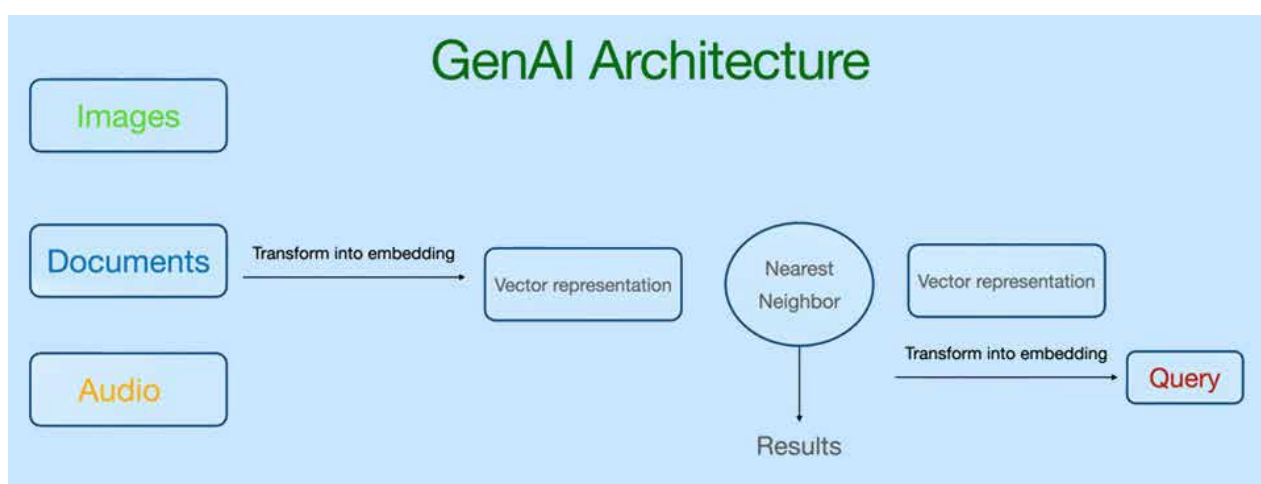 GenAI Architecture
Images
Documents
Transform into embedding
Vector representation
Nearest
Neighbor
Vector representation
Transform into embedding
Query
Audio
Results